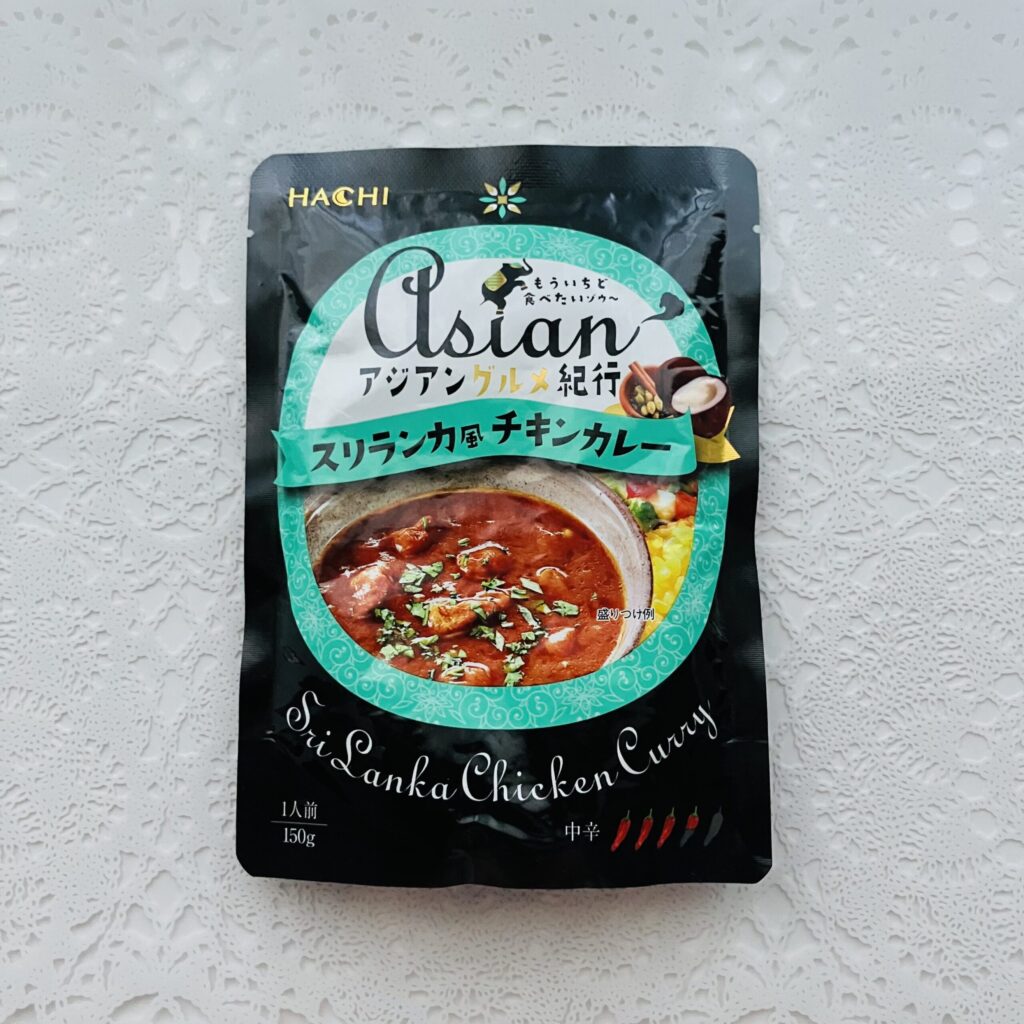 HACHI
もういちど
食べたいゾウ〜
asian
アジアングルメ紀行
スリランカ風チキンカレー
盛りつけ例
Sri Lanka Chicken Curry
1人前
150g
中辛